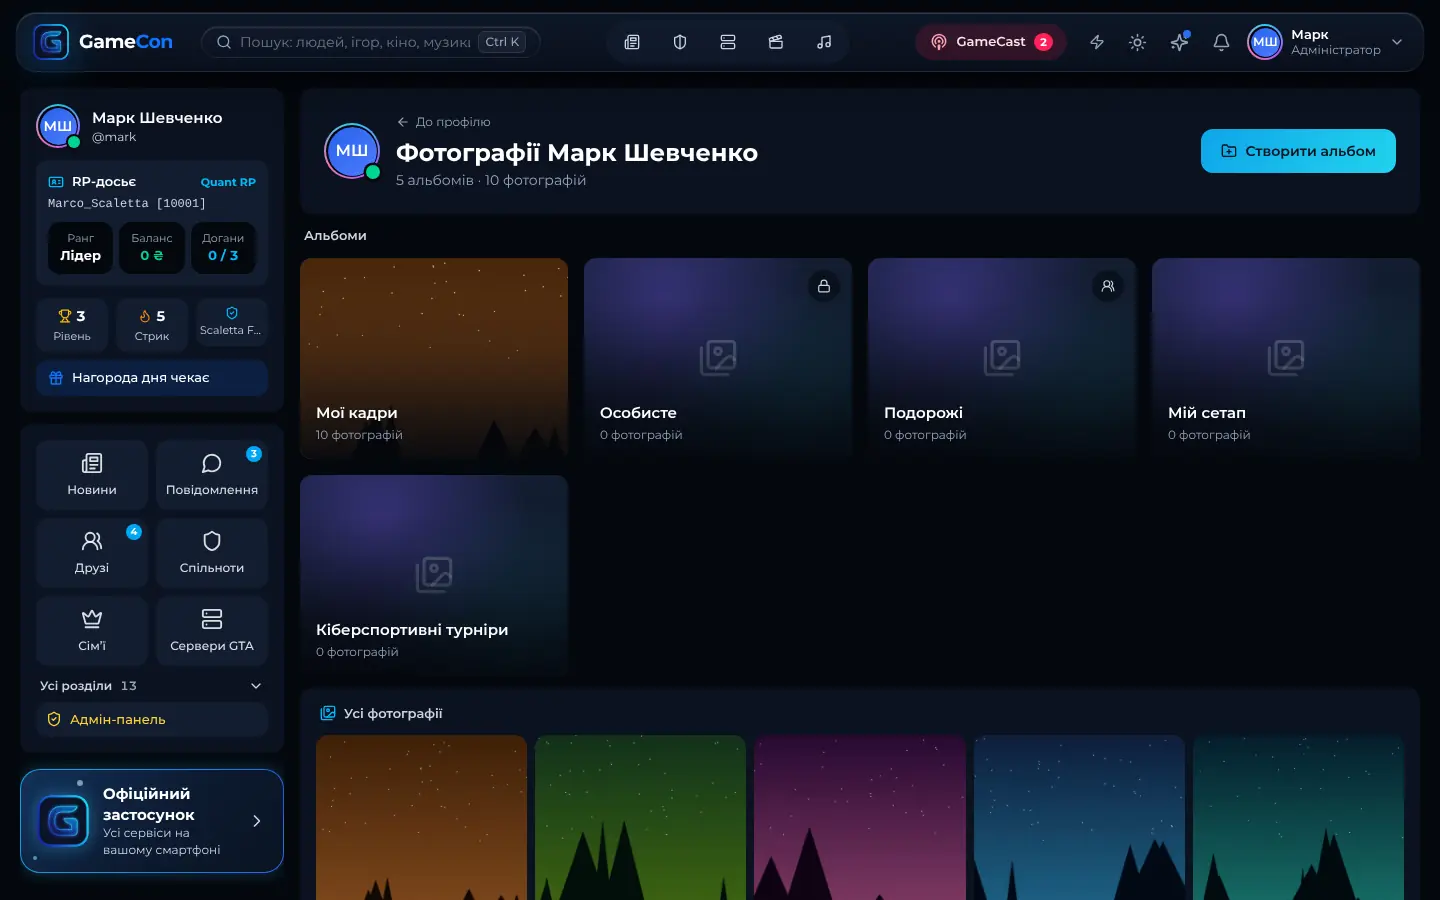 GameCon
Пошук: людей, ігор, кіно, музику
Ctrl K
GameCast 2
МШ
Марк
Адміністратор
МШ
Марк Шевченко
@mark
RP-досьє
Quant RP
Marco_Scaletta [10001]
Ранг
Лідер
Баланс
0 ₴
Догани
0 / 3
3
Рівень
5
Стрик
Scaletta F...
Нагорода дня чекає
Новини
Повідомлення
3
Друзі
4
Спільноти
Сім'ї
Сервери GTA
Усі розділи 13
Адмін-панель
Офіційний
застосунок
Усі сервіси на
вашому смартфоні
МШ
До профілю
Фотографії Марк Шевченко
5 альбомів · 10 фотографій
Створити альбом
Альбоми
Мої кадри
10 фотографій
Особисте
0 фотографій
Подорожі
0 фотографій
Мій сетап
0 фотографій
Кіберспортивні турніри
0 фотографій
Усі фотографії